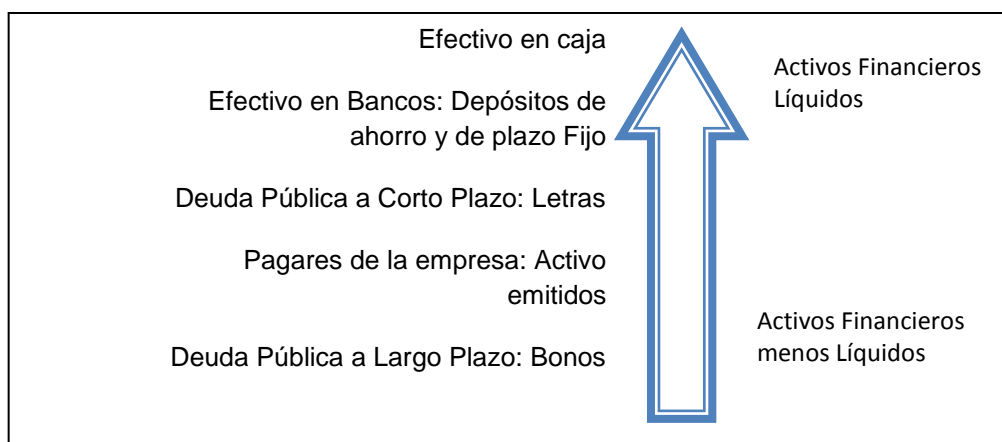 Efectivo en caja
Efectivo en Bancos: Depósitos de
ahorro y de plazo Fijo
Deuda Pública a Corto Plazo: Letras
Pagares de la empresa: Activo
emitidos
Deuda Pública a Largo Plazo: Bonos
Activos Financieros
Líquidos
Activos Financieros
menos Líquidos